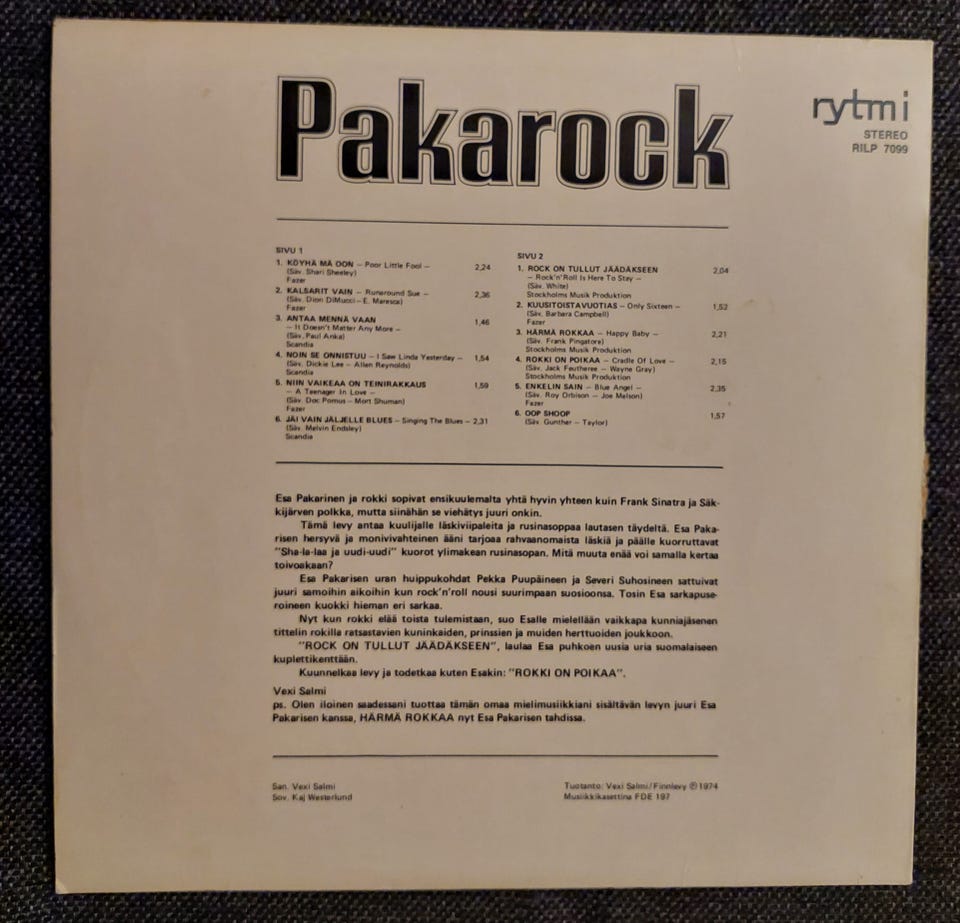 Pakarock
rytmi
STEREO
RILP 7099
SIVU 1
1. KÖYHÄ MÄ OON – Poor Little Fool – 2,24
(Säv. Shari Sheeley)
Fazer
2. KALSARIT VAIN – Runaround Sue – 2,36
(Säv. Dion DiMucci – E. Maresca)
Fazer
3. ANTAA MENNÄ VAAN
– It Doesn't Matter Any More – 1,46
(Säv. Paul Anka)
Scandia
4. NOIN SE ONNISTUU – I Saw Linda Yesterday – 1,54
(Säv. Dickie Lee – Allen Reynolds)
Scandia
5. NIIN VAIKEAA ON TEINIRAKKAUS 1,59
– A Teenager In Love –
(Säv. Doc Pomus – Mort Shuman)
Fazer
6. JÄI VAIN JÄLJELLE BLUES – Singing The Blues – 2,31
(Säv. Melvin Endsley)
Scandia
SIVU 2
1. ROCK ON TULLUT JÄÄDÄKSEEN 2,04
– Rock'n'Roll Is Here To Stay –
(Säv. White)
Stockholms Musik Produktion
2. KUUSITOISTAVUOTIAS – Only Sixteen – 1,52
(Säv. Barbara Campbell)
Fazer
3. HÄRMÄ ROKKAA – Happy Baby – 2,21
(Säv. Frank Pingatore)
Stockholms Musik Produktion
4. ROKKI ON POIKAA – Cradle Of Love – 2,15
(Säv. Jack Feutheree – Wayne Gray)
Stockholms Musik Produktion
5. ENKELIN SAIN – Blue Angel – 2,35
(Säv. Roy Orbison – Joe Melson)
Fazer
6. OOP SHOOP 1,57
(Säv. Gunther – Taylor)
Esa Pakarinen ja rokki sopivat ensikuulemalta yhtä hyvin yhteen kuin Frank Sinatra ja Säk-
kijärven polkka, mutta siinähän se viehätys juuri onkin.
Tämä levy antaa kuulijalle läskiviipaleita ja rusinasoppaa lautasen täydeltä. Esa Paka-
risen hersyvä ja monivivahteinen ääni tarjoaa rahvaanomaista läskiä ja päälle kuorruttavat
"Sha-la-laa ja uudi-uudi" kuorot ylimakean rusinasopan. Mitä muuta enää voi samalla kertaa
toivoakaan?
Esa Pakarisen uran huippukohdat Pekka Puupäineen ja Severi Suhosineen sattuivat
juuri samoihin aikoihin kun rock'n'roll nousi suurimpaan suosioonsa. Tosin Esa sarkapuse-
roineen kuokki hieman eri sarkaa.
Nyt kun rokki elää toista tulemistaan, suo Esalle mielellään vaikkapa kunniajäsenen
tittelin rokilla ratsastavien kuninkaiden, prinssien ja muiden herttuoiden joukkoon.
"ROCK ON TULLUT JÄÄDÄKSEEN", laulaa Esa puhkoen uusia uria suomalaiseen
kuplettikenttään.
Kuunnelkaa levy ja todetkaa kuten Esakin: "ROKKI ON POIKAA".
Vexi Salmi
ps. Olen iloinen saadessani tuottaa tämän omaa mielimusiikkiani sisältävän levyn juuri Esa
Pakarisen kanssa, HÄRMÄ ROKKAA nyt Esa Pakarisen tahdissa.
San. Vexi Salmi
Sov. Kaj Westerlund
Tuotanto: Vexi Salmi/Finnlevy ℗ 1974
Musiikkikasettina FDE 197